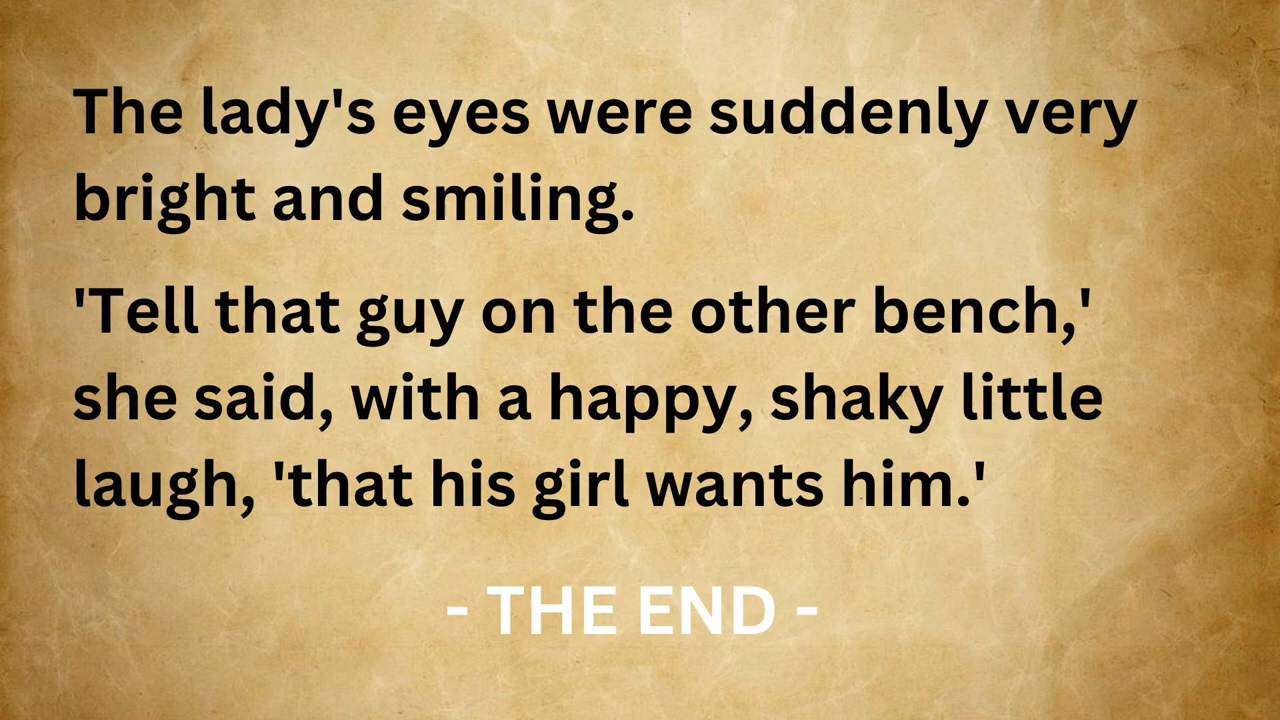 The lady's eyes were suddenly very
bright and smiling.
'Tell that guy on the other bench,'
she said, with a happy, shaky little
laugh, 'that his girl wants him.'
- THE END -